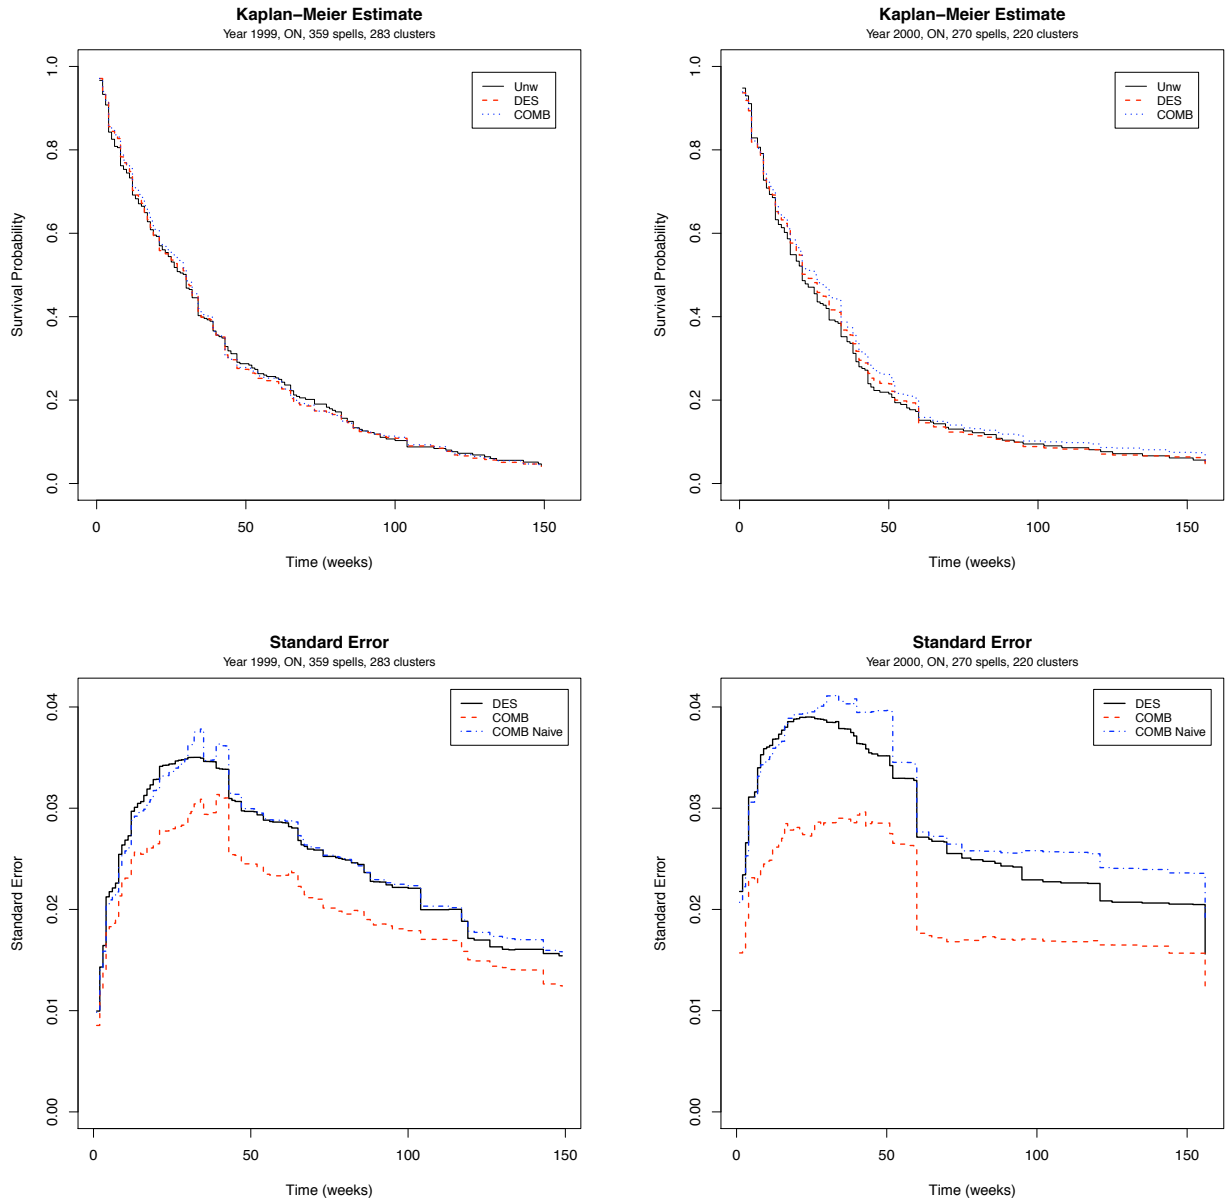 Kaplan−Meier Estimate
Year 1999, ON, 359 spells, 283 clusters
Survival Probability
1.0
0.8
0.6
0.4
0.2
0.0
Unw
DES
COMB
0
50
100
150
Time (weeks)
Kaplan−Meier Estimate
Year 2000, ON, 270 spells, 220 clusters
Survival Probability
1.0
0.8
0.6
0.4
0.2
0.0
Unw
DES
COMB
0
50
100
150
Time (weeks)
Standard Error
Year 1999, ON, 359 spells, 283 clusters
Standard Error
0.04
0.03
0.02
0.01
0.00
DES
COMB
COMB Naive
0
50
100
150
Time (weeks)
Standard Error
Year 2000, ON, 270 spells, 220 clusters
Standard Error
0.04
0.03
0.02
0.01
0.00
DES
COMB
COMB Naive
0
50
100
150
Time (weeks)